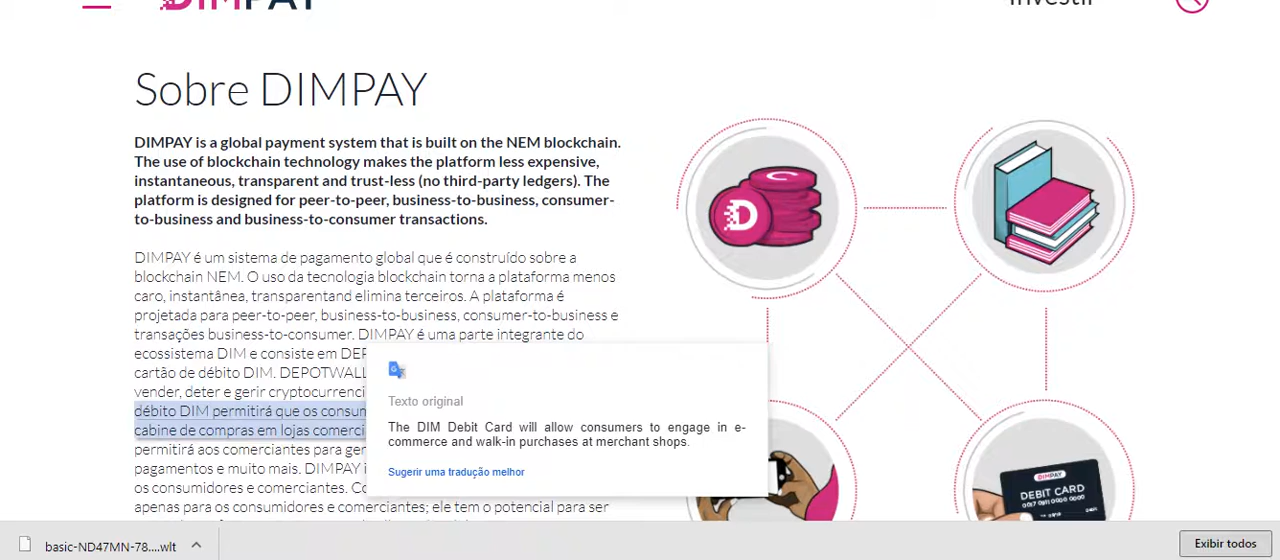 DIMPAY
Investir
Sobre DIMPAY
DIMPAY is a global payment system that is built on the NEM blockchain.
The use of blockchain technology makes the platform less expensive,
instantaneous, transparent and trust-less (no third-party ledgers). The
platform is designed for peer-to-peer, business-to-business, consumer-
to-business and business-to-consumer transactions.
DIMPAY é um sistema de pagamento global que é construído sobre a
blockchain NEM. O uso da tecnologia blockchain torna a plataforma menos
caro, instantânea, transparentand elimina terceiros. A plataforma é
projetada para peer-to-peer, business-to-business, consumer-to-business e
transações business-to-consumer. DIMPAY é uma parte integrante do
ecossistema DIM e consiste em DEP
cartão de débito DIM. DEPOTWALL
vender, deter e gerir cryptocurrenci
débito DIM permitirá que os consum
cabine de compras em lojas comerci
permitirá aos comerciantes para ger
pagamentos e muito mais. DIMPAY i
os consumidores e comerciantes. Co
apenas para os consumidores e comerciantes; ele tem o potencial para ser
Texto original
The DIM Debit Card will allow consumers to engage in e-
commerce and walk-in purchases at merchant shops.
Sugerir uma tradução melhor
DIMPAY
DEBIT CARD
basic-ND47MN-78....wlt
Exibir todos